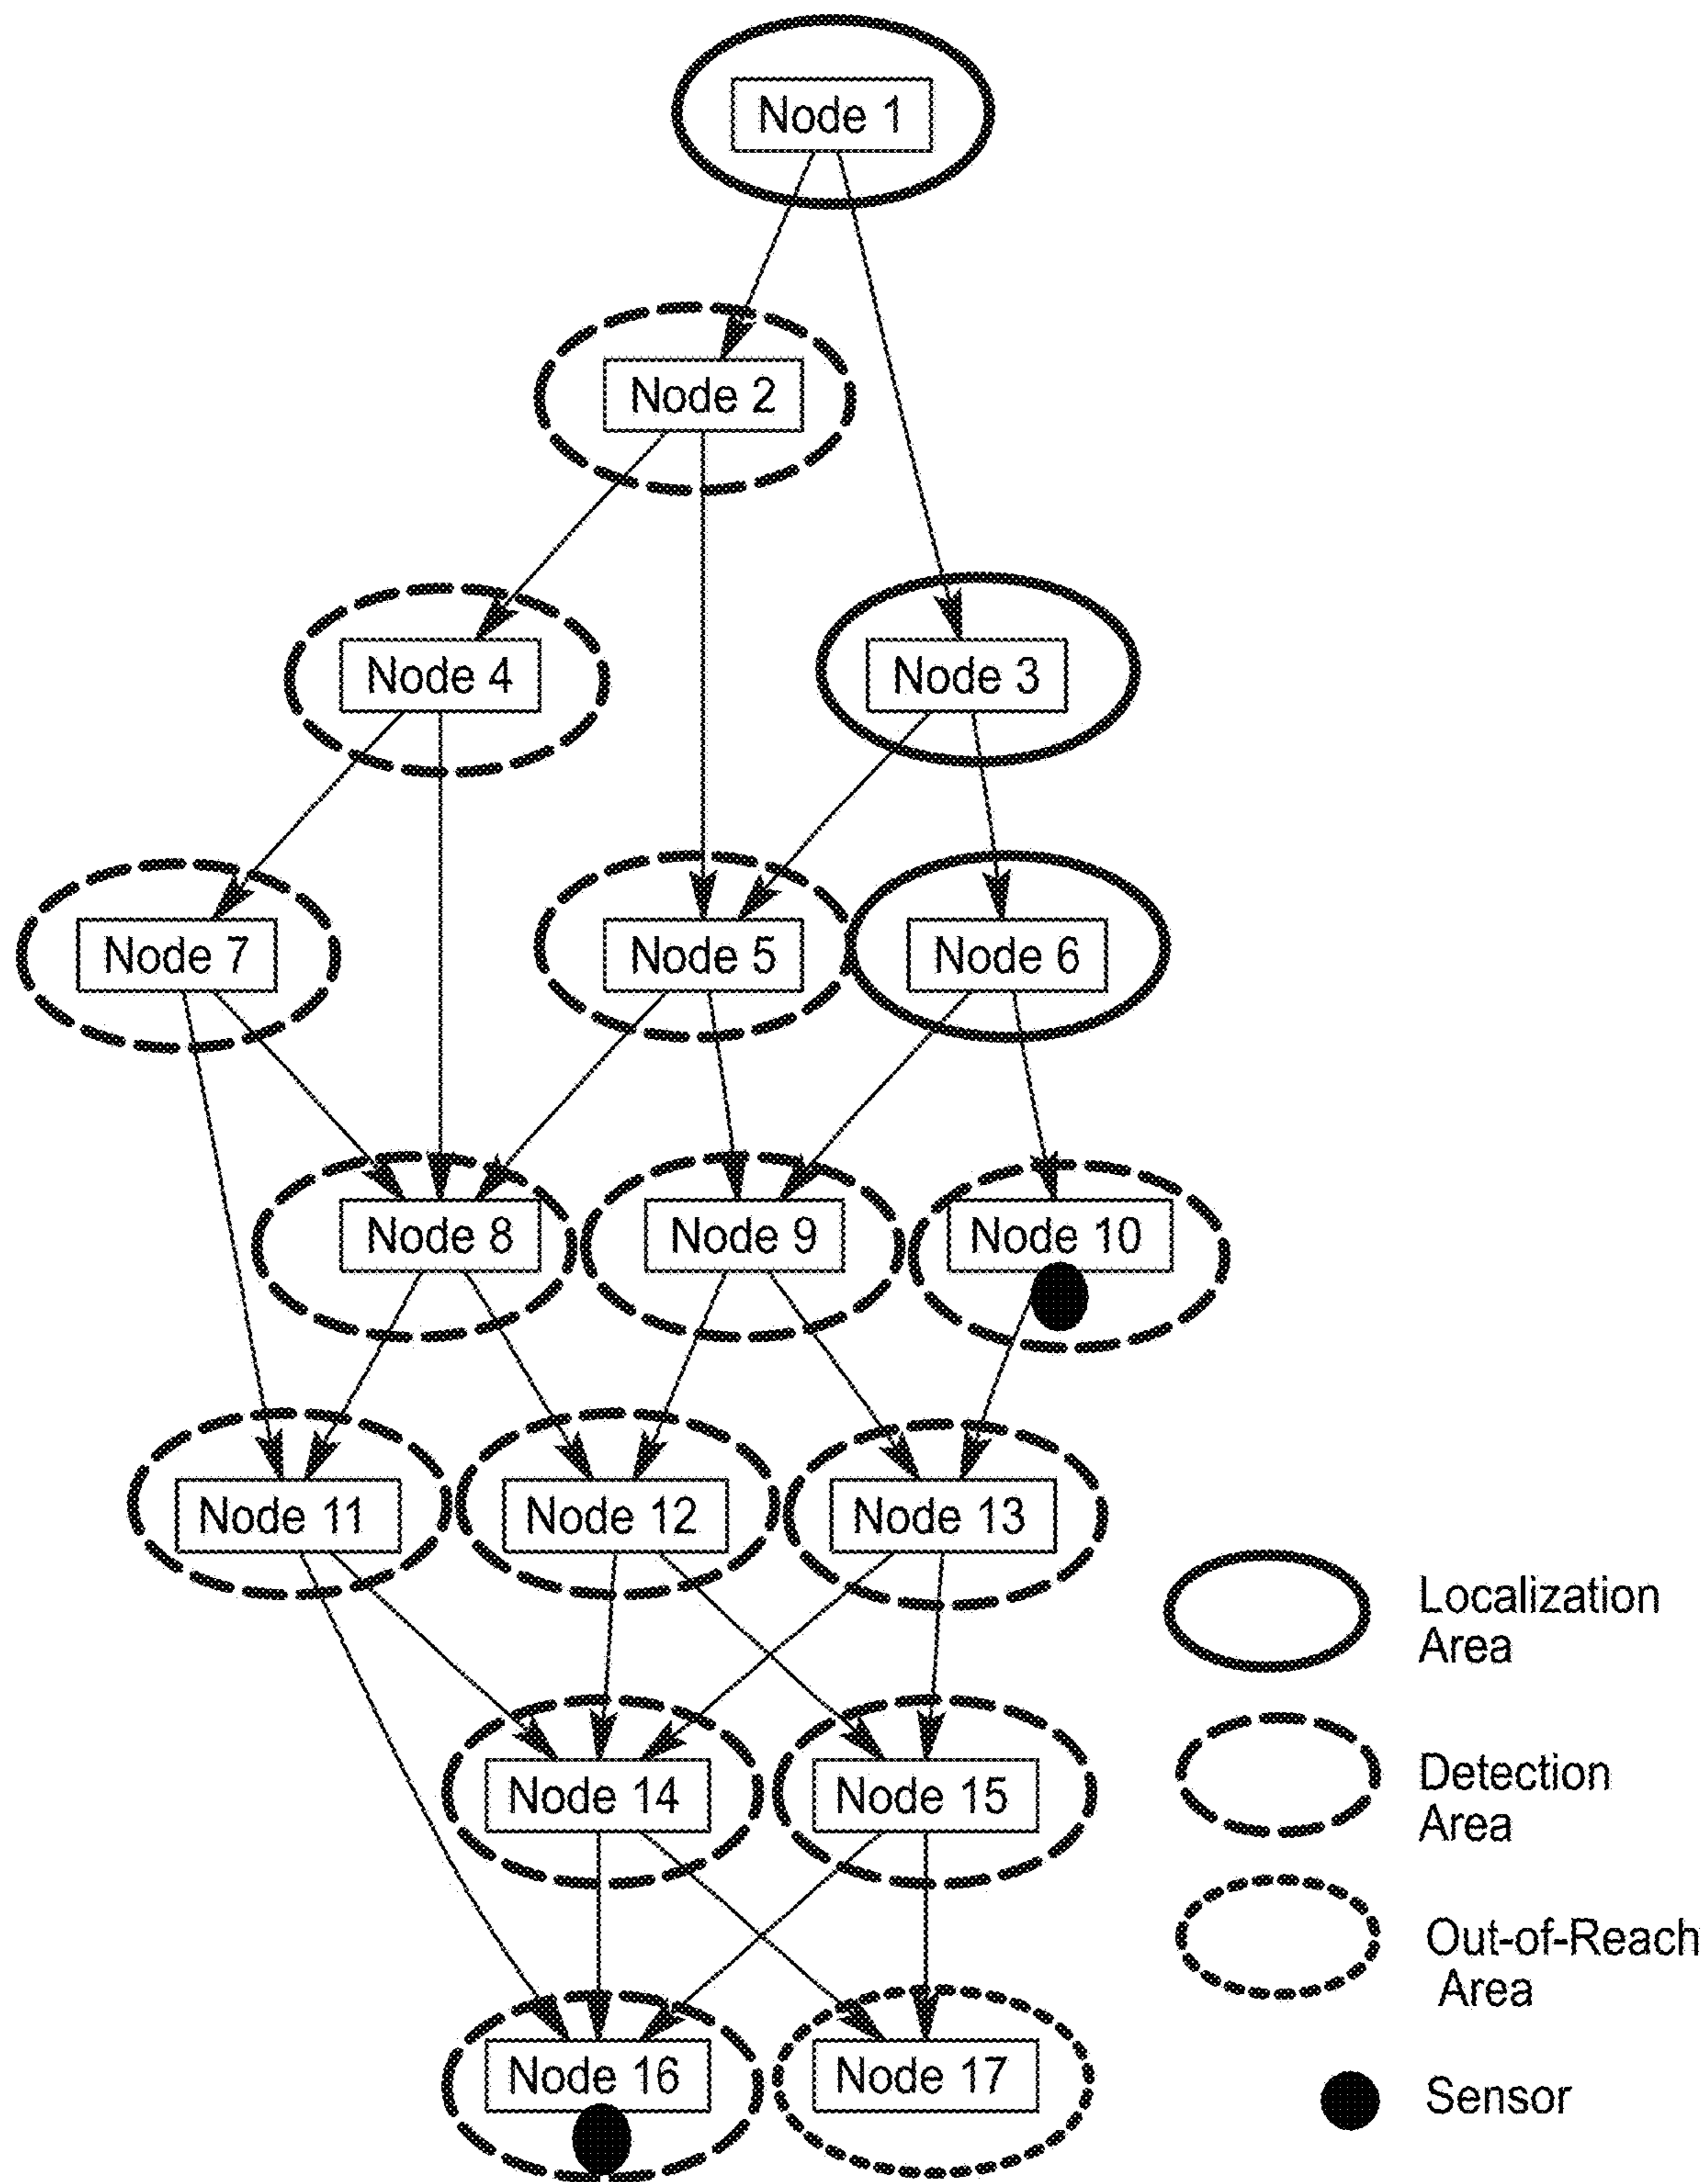 Node 1
Node 2
Node 4
Node 3
Node 7
Node 5
Node 6
Node 8
Node 9
Node 10
Node 11
Node 12
Node 13
Localization
Area
Node 14
Node 15
Detection
Area
Out-of-Reach
Area
Node 16
Node 17
Sensor